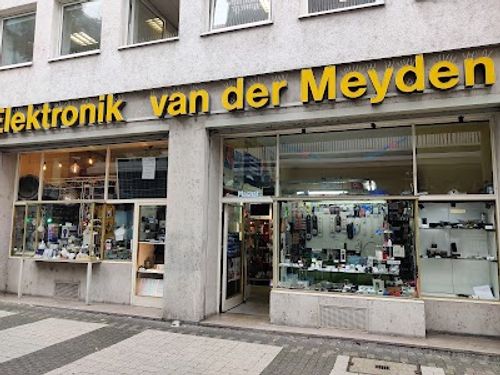 Elektronik van der Meyden